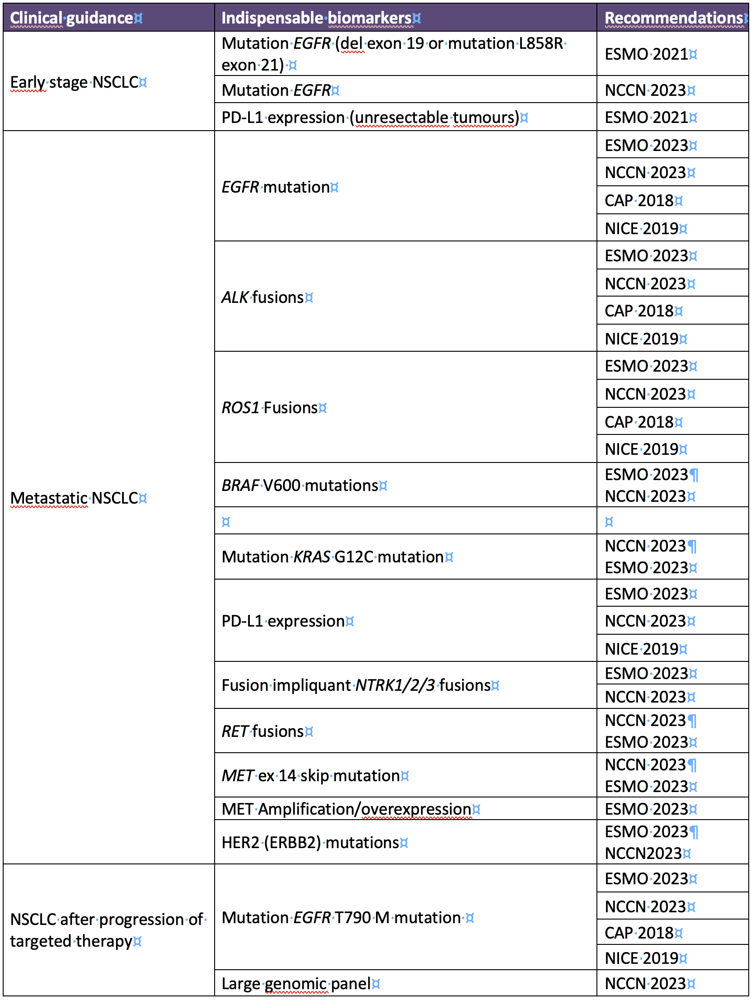 Clinical guidance¤
Indispensable biomarkers¤
Recommendations¤
Early stage NSCLC¤
Mutation EGFR (del exon 19 or mutation L858R
exon 21) ¤
ESMO 2021¤
Mutation EGFR¤
NCCN 2023¤
PD-L1 expression (unresectable tumours)¤
ESMO 2021¤
Metastatic NSCLC¤
EGFR mutation¤
ESMO 2023¤
NCCN 2023¤
CAP 2018¤
NICE 2019¤
ALK fusions¤
ESMO 2023¤
NCCN 2023¤
CAP 2018¤
NICE 2019¤
ROS1 Fusions¤
ESMO 2023¤
NCCN 2023¤
CAP 2018¤
NICE 2019¤
BRAF V600 mutations¤
ESMO 2023¶
NCCN 2023¤
¤
¤
Mutation KRAS G12C mutation¤
NCCN 2023¶
ESMO 2023¤
PD-L1 expression¤
ESMO 2023¤
NCCN 2023¤
NICE 2019¤
Fusion impliquant NTRK1/2/3 fusions¤
ESMO 2023¤
NCCN 2023¤
RET fusions¤
NCCN 2023¶
ESMO 2023¤
MET ex 14 skip mutation¤
NCCN 2023¶
ESMO 2023¤
MET Amplification/overexpression¤
ESMO 2023¤
HER2 (ERBB2) mutations¤
ESMO 2023¶
NCCN2023¤
NSCLC after progression of
targeted therapy¤
Mutation EGFR T790 M mutation ¤
ESMO 2023¤
NCCN 2023¤
CAP 2018¤
NICE 2019¤
Large genomic panel¤
NCCN 2023¤